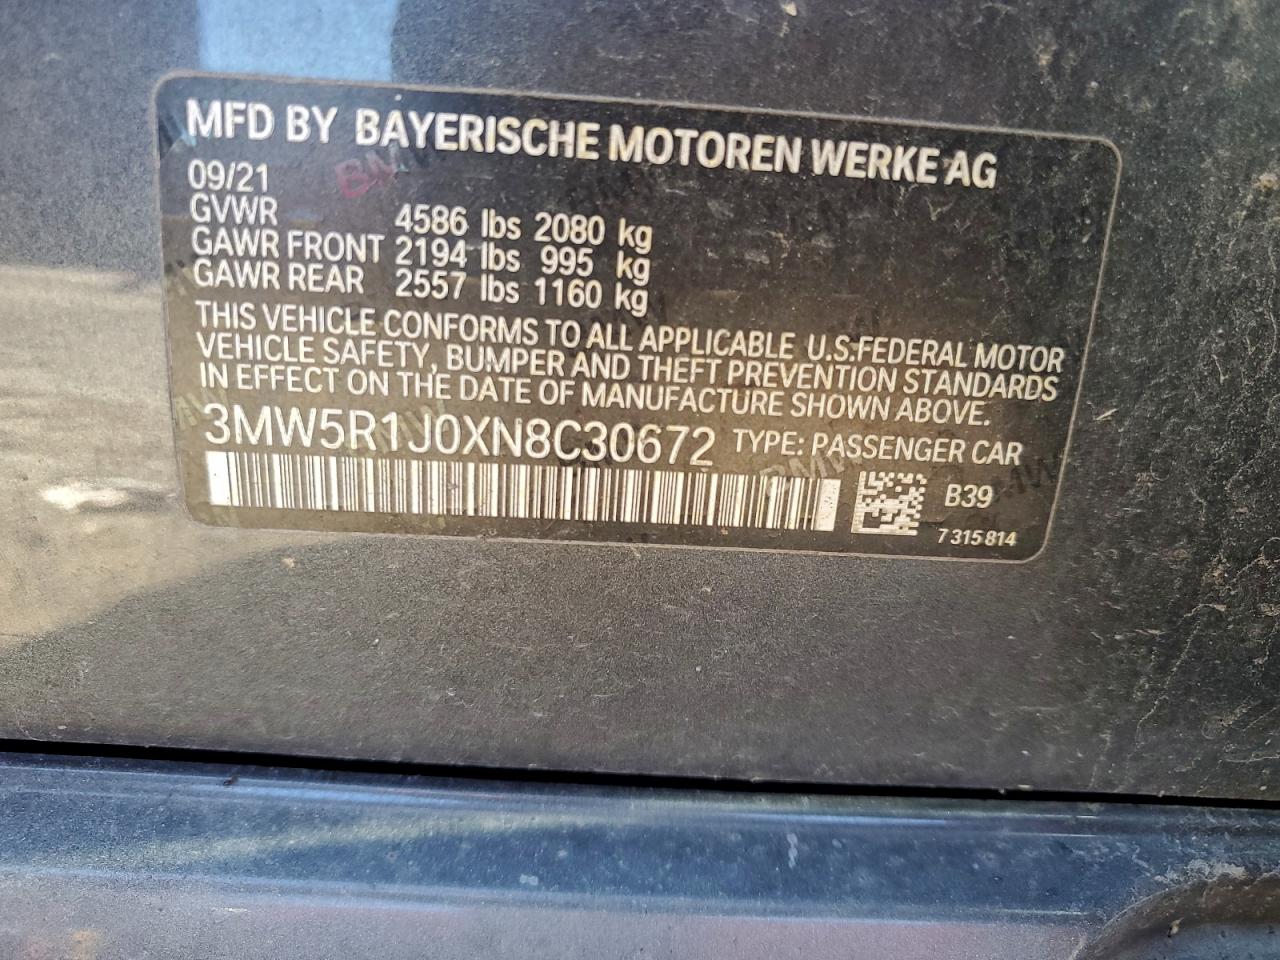 MFD BY BAYERISCHE MOTOREN WERKE AG
09/21
GVWR 4586 lbs 2080 kg
GAWR FRONT 2194 lbs 995 kg
GAWR REAR 2557 lbs 1160 kg
THIS VEHICLE CONFORMS TO ALL APPLICABLE U.S.FEDERAL MOTOR
VEHICLE SAFETY, BUMPER AND THEFT PREVENTION STANDARDS
IN EFFECT ON THE DATE OF MANUFACTURE SHOWN ABOVE.
3MW5R1J0XN8C30672 TYPE: PASSENGER CAR
B39
7 315 814